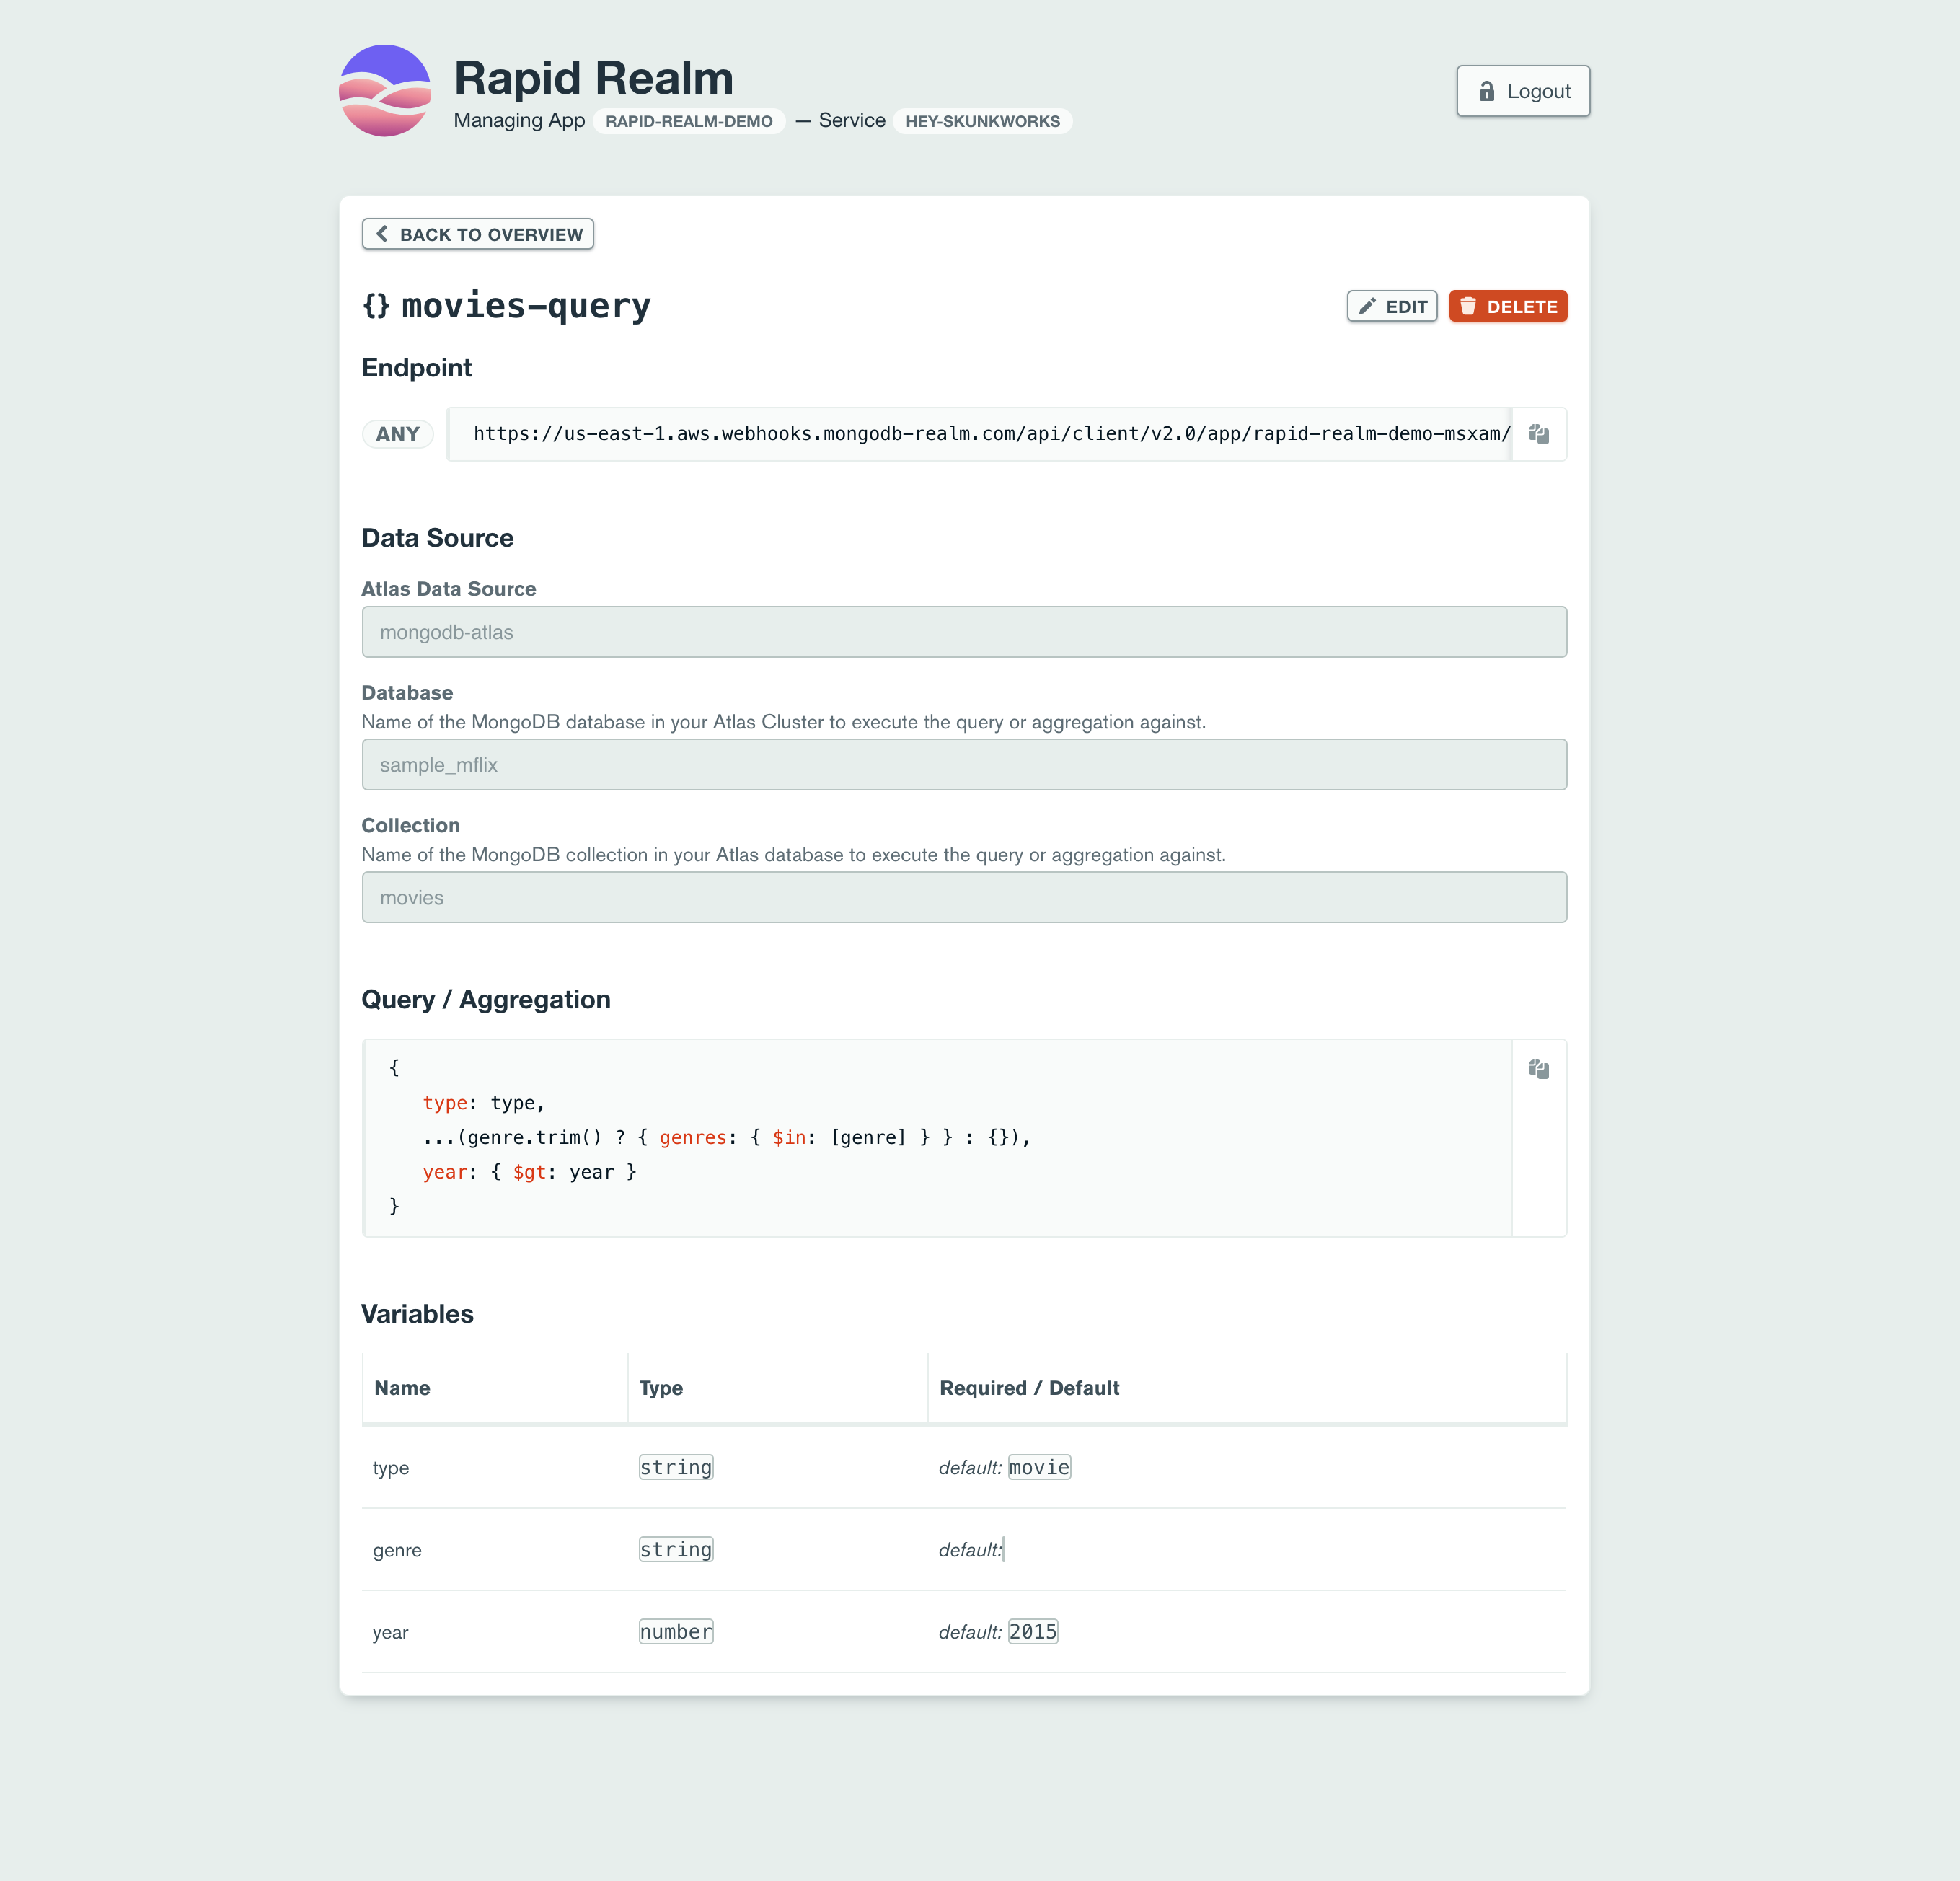 Rapid Realm
Managing App RAPID-REALM-DEMO — Service HEY-SKUNKWORKS
Logout
BACK TO OVERVIEW
{} movies-query
EDIT
DELETE
Endpoint
ANY
https://us-east-1.aws.webhooks.mongodb-realm.com/api/client/v2.0/app/rapid-realm-demo-msxam/
Data Source
Atlas Data Source
mongodb-atlas
Database
Name of the MongoDB database in your Atlas Cluster to execute the query or aggregation against.
sample_mflix
Collection
Name of the MongoDB collection in your Atlas database to execute the query or aggregation against.
movies
Query / Aggregation
{
type: type,
...(genre.trim() ? { genres: { $in: [genre] } } : {}),
year: { $gt: year }
}
Variables
Name Type Required / Default
type string default: movie
genre string default:
year number default: 2015